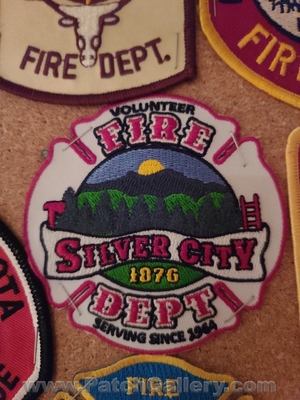 FIRE DEPT.
FIR
VOLUNTEER
FIRE
SILVER CITY
1876
DEPT
SERVING SINCE 1964
OTA
FIRE
www.PatchGallery.com